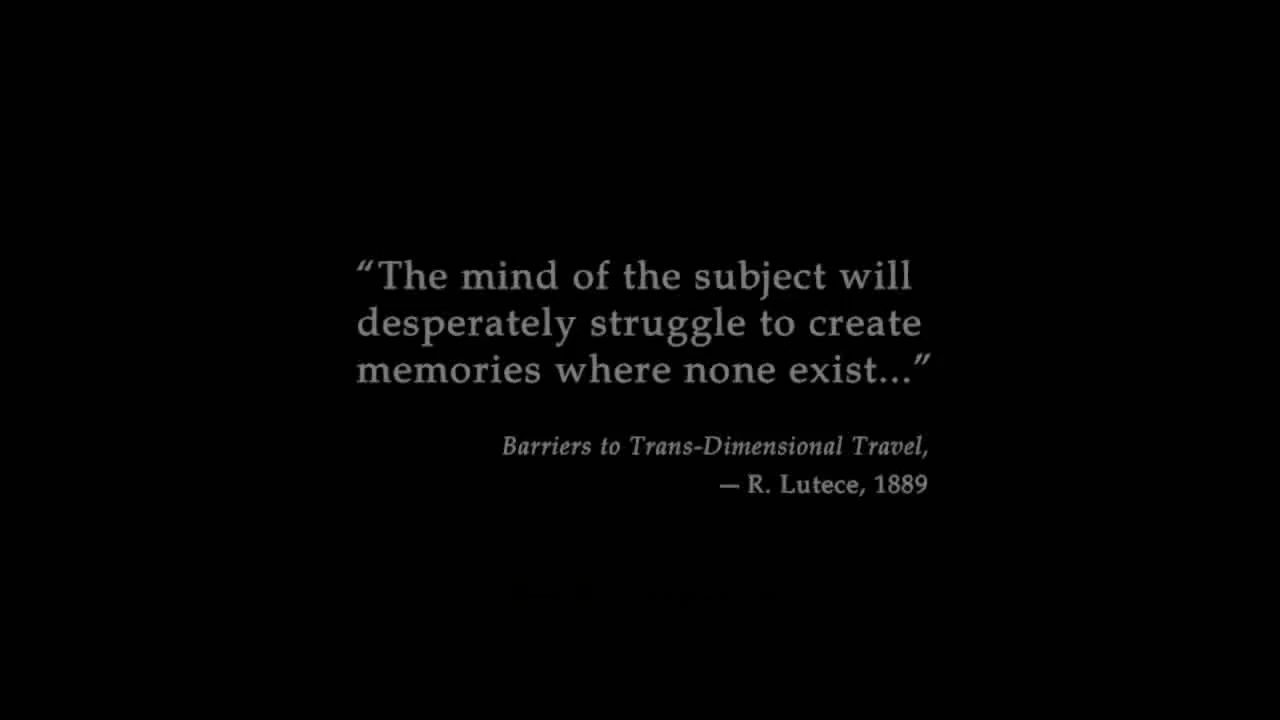 “The mind of the subject will
desperately struggle to create
memories where none exist...”
Barriers to Trans-Dimensional Travel,
— R. Lutece, 1889